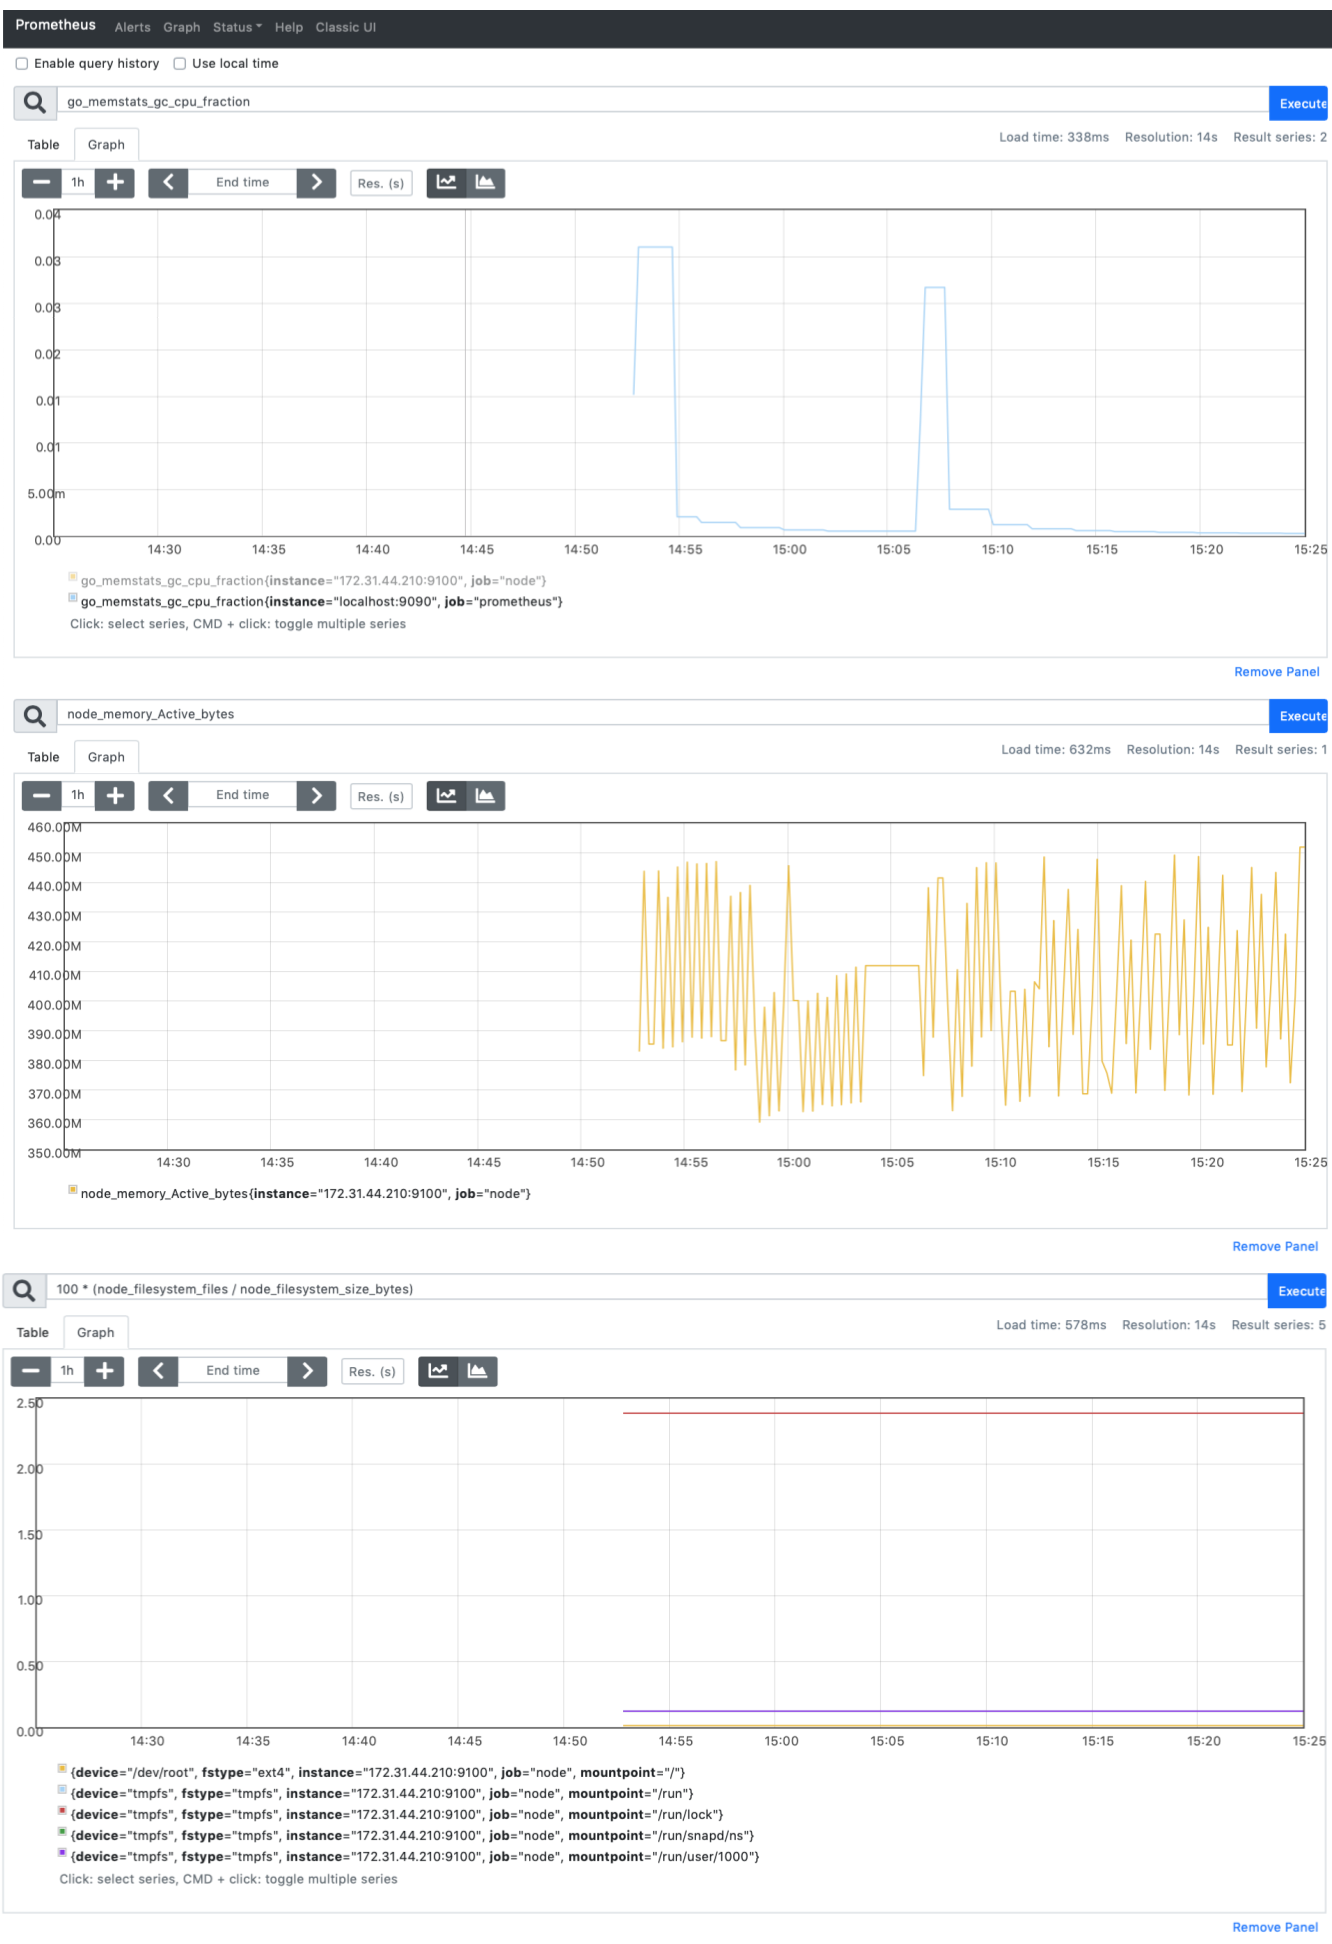 Prometheus Alerts Graph Status Help Classic UI
Enable query history Use local time
go_memstats_gc_cpu_fraction Execute
Load time: 338ms Resolution: 14s Result series: 2
Table Graph
1h End time Res. (s)
0.04
0.03
0.03
0.02
0.01
0.01
5.00m
0.00
14:30 14:35 14:40 14:45 14:50 14:55 15:00 15:05 15:10 15:15 15:20 15:25
go_memstats_gc_cpu_fraction{instance="172.31.44.210:9100", job="node"}
go_memstats_gc_cpu_fraction{instance="localhost:9090", job="prometheus"}
Click: select series, CMD + click: toggle multiple series
Remove Panel
node_memory_Active_bytes Execute
Load time: 632ms Resolution: 14s Result series: 1
Table Graph
1h End time Res. (s)
460.00M
450.00M
440.00M
430.00M
420.00M
410.00M
400.00M
390.00M
380.00M
370.00M
360.00M
350.00M
14:30 14:35 14:40 14:45 14:50 14:55 15:00 15:05 15:10 15:15 15:20 15:25
node_memory_Active_bytes{instance="172.31.44.210:9100", job="node"}
Remove Panel
100 * (node_filesystem_files / node_filesystem_size_bytes) Execute
Load time: 578ms Resolution: 14s Result series: 5
Table Graph
1h End time Res. (s)
2.50
2.00
1.50
1.00
0.50
0.00
14:30 14:35 14:40 14:45 14:50 14:55 15:00 15:05 15:10 15:15 15:20 15:25
{device="/dev/root", fstype="ext4", instance="172.31.44.210:9100", job="node", mountpoint="/"}
{device="tmpfs", fstype="tmpfs", instance="172.31.44.210:9100", job="node", mountpoint="/run"}
{device="tmpfs", fstype="tmpfs", instance="172.31.44.210:9100", job="node", mountpoint="/run/lock"}
{device="tmpfs", fstype="tmpfs", instance="172.31.44.210:9100", job="node", mountpoint="/run/snapd/ns"}
{device="tmpfs", fstype="tmpfs", instance="172.31.44.210:9100", job="node", mountpoint="/run/user/1000"}
Click: select series, CMD + click: toggle multiple series
Remove Panel